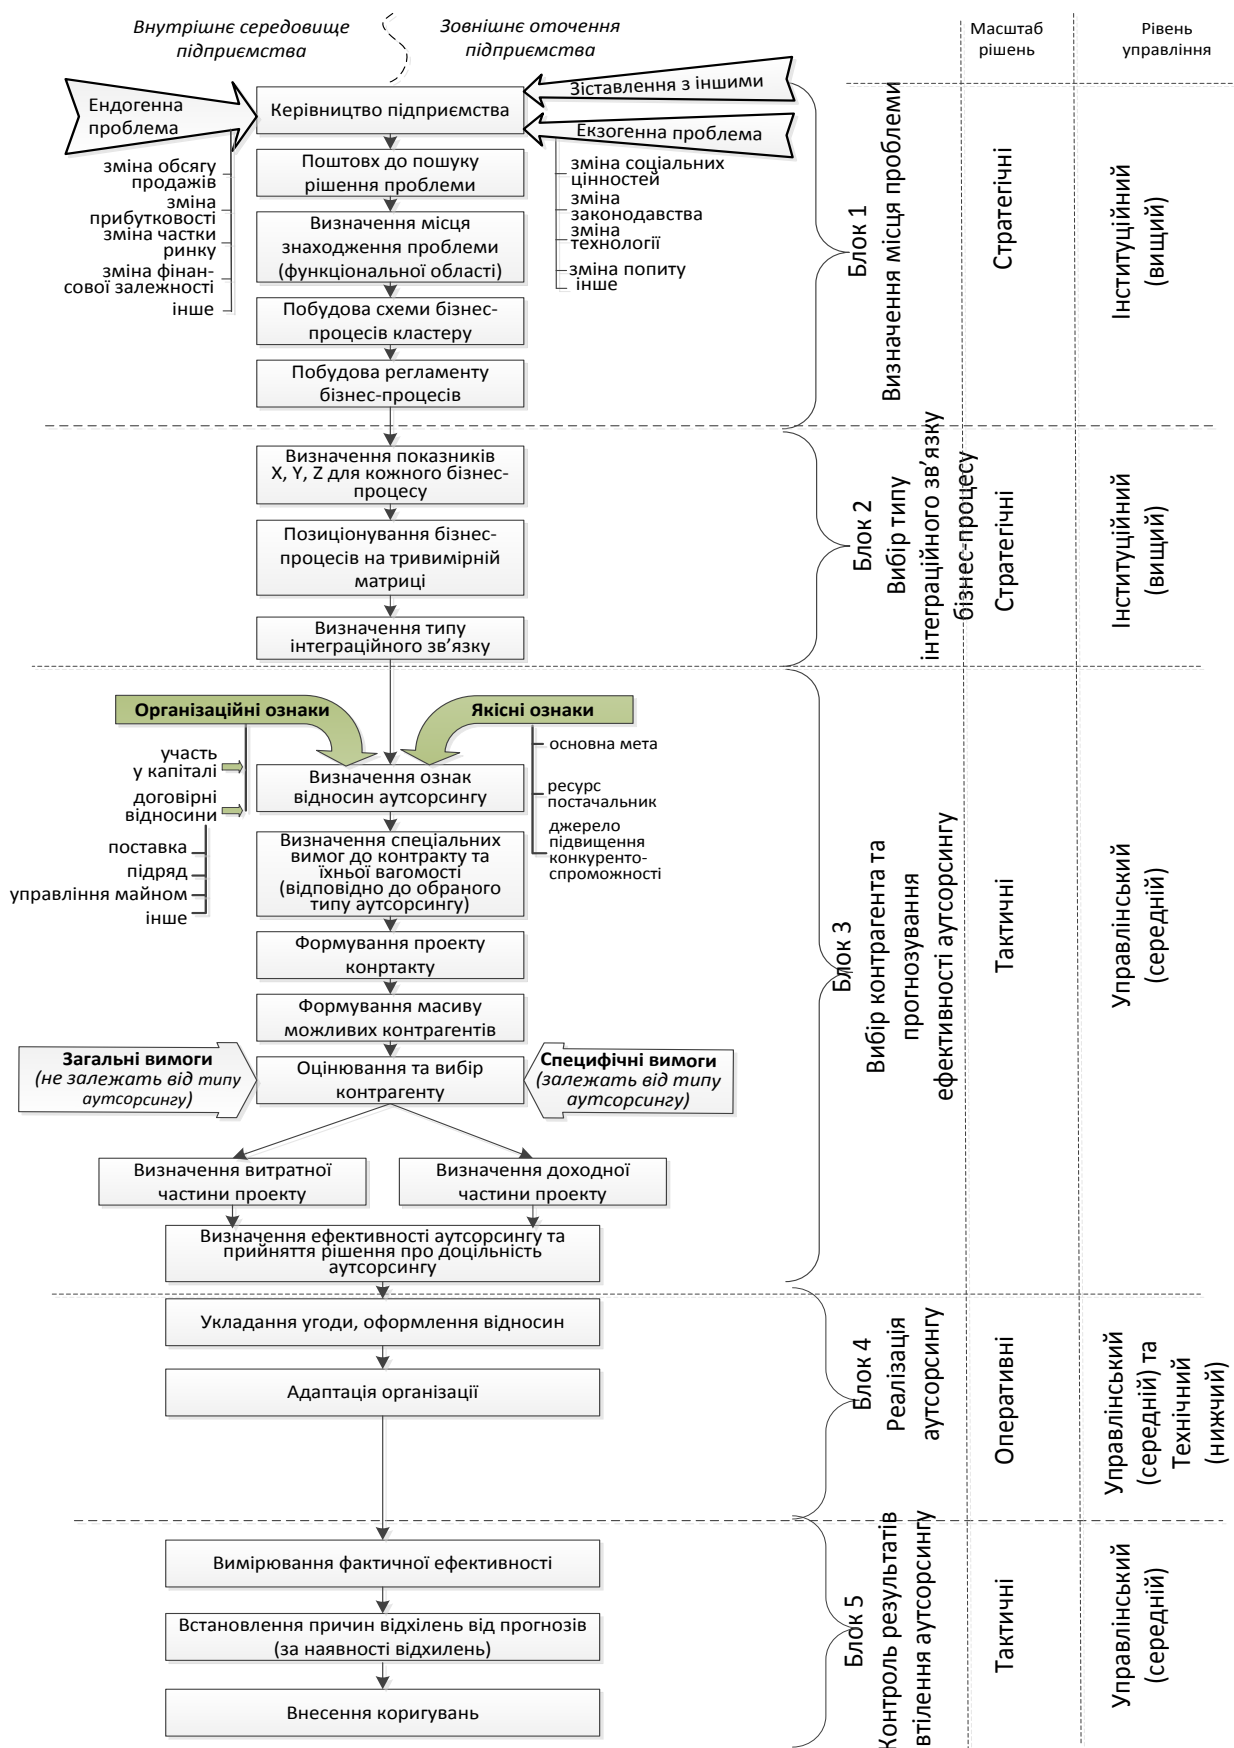 Внутрішнє середовище
підприємства
Зовнішнє оточення
підприємства
Масштаб
рішень
Рівень
управління
Ендогенна
проблема
Керівництво підприємства
Зіставлення з іншими
Екзогенна проблема
зміна обсягу
продажів
зміна
прибутковості
зміна частки
ринку
зміна фінан-
сової залежності
інше
Поштовх до пошуку
рішення проблеми
Визначення місця
знаходження проблеми
(функціональної області)
Побудова схеми бізнес-
процесів кластеру
Побудова регламенту
бізнес-процесів
зміна соціальних
цінностей
зміна
законодавства
зміна
технології
зміна попиту
інше
Блок 1
Визначення місця проблеми
Стратегічні
Інституційний
(вищий)
Визначення показників
X, Y, Z для кожного бізнес-
процесу
Позиціонування бізнес-
процесів на тривимірній
матриці
Визначення типу
інтеграційного зв’язку
Блок 2
Вибір типу
інтеграційного зв’язку
бізнес-процесу
Стратегічні
Інституційний
(вищий)
Організаційні ознаки
Якісні ознаки
участь
у капіталі
договірні
відносини
поставка
підряд
управління майном
інше
основна мета
ресурс
постачальник
джерело
підвищення
конкуренто-
спроможності
Визначення ознак
відносин аутсорсингу
Визначення спеціальних
вимог до контракту та
їхньої вагомості
(відповідно до обраного
типу аутсорсингу)
Формування проекту
конртакту
Формування масиву
можливих контрагентів
Загальні вимоги
(не залежать від типу
аутсорсингу)
Оцінювання та вибір
контрагенту
Специфічні вимоги
(залежать від типу
аутсорсингу)
Визначення витратної
частини проекту
Визначення доходної
частини проекту
Визначення ефективності аутсорсингу та
прийняття рішення про доцільність
аутсорсингу
Блок 3
Вибір контрагента та
прогнозування
ефективності аутсорсингу
Тактичні
Управлінський
(середній)
Укладання угоди, оформлення відносин
Адаптація організації
Блок 4
Реалізація
аутсорсингу
Оперативні
Управлінський
(середній) та
Технічний
(нижчий)
Вимірювання фактичної ефективності
Встановлення причин відхілень від прогнозів
(за наявності відхилень)
Внесення коригувань
Блок 5
Контроль результатів
втілення аутсорсингу
Тактичні
Управлінський
(середній)